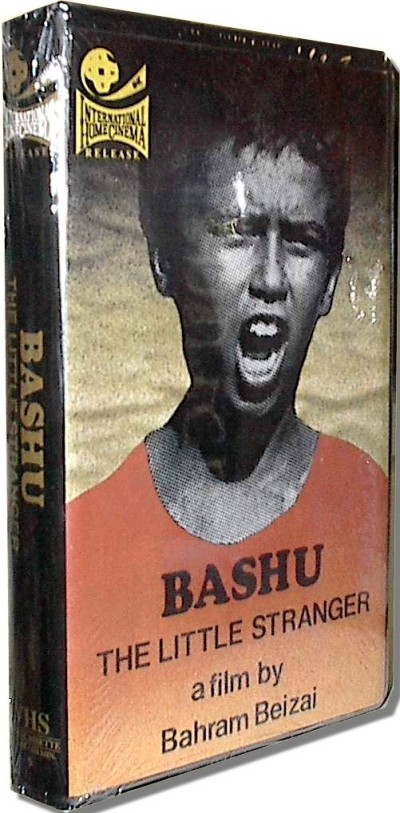 INTERNATIONAL
HOME CINEMA
RELEASE
BASHU
THE LITTLE STRANGER
a film by
Bahram Beizai
BASHU
THE LITTLE STRANGER
VHS